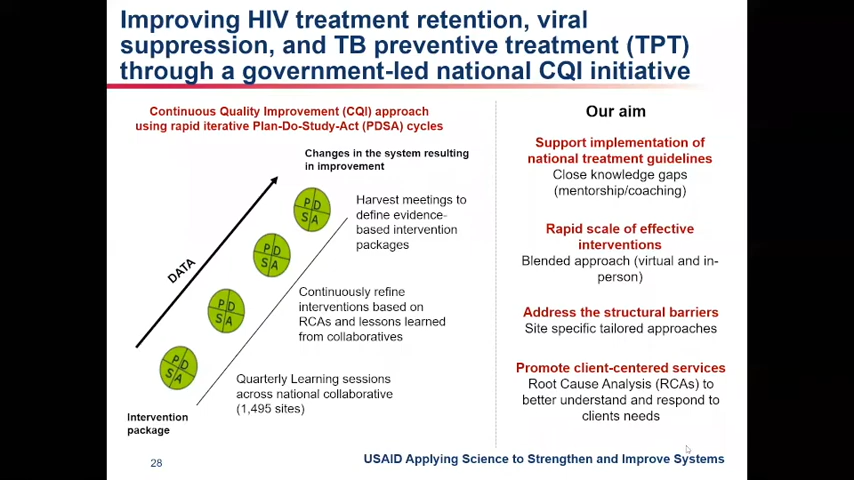 Improving HIV treatment retention, viral
suppression, and TB preventive treatment (TPT)
through a government-led national CQI initiative
Continuous Quality Improvement (CQI) approach
using rapid iterative Plan-Do-Study-Act (PDSA) cycles
Changes in the system resulting
in improvement
P D
S A
Harvest meetings to
define evidence-
based intervention
packages
P D
S A
DATA
Continuously refine
interventions based on
RCAs and lessons learned
from collaboratives
P D
S A
P D
S A
Quarterly Learning sessions
across national collaborative
(1,495 sites)
Intervention
package
Our aim
Support implementation of
national treatment guidelines
Close knowledge gaps
(mentorship/coaching)
Rapid scale of effective
interventions
Blended approach (virtual and in-
person)
Address the structural barriers
Site specific tailored approaches
Promote client-centered services
Root Cause Analysis (RCAs) to
better understand and respond to
clients needs
28
USAID Applying Science to Strengthen and Improve Systems